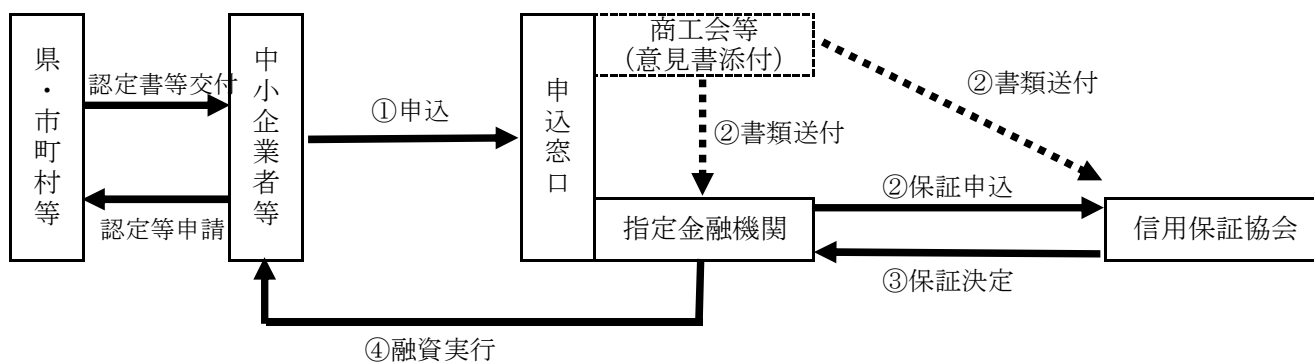 県・市町村等
認定書等交付
認定等申請
中小企業者等
①申込
申込窓口
商工会等
（意見書添付）
②書類送付
②書類送付
指定金融機関
②保証申込
③保証決定
信用保証協会
④融資実行